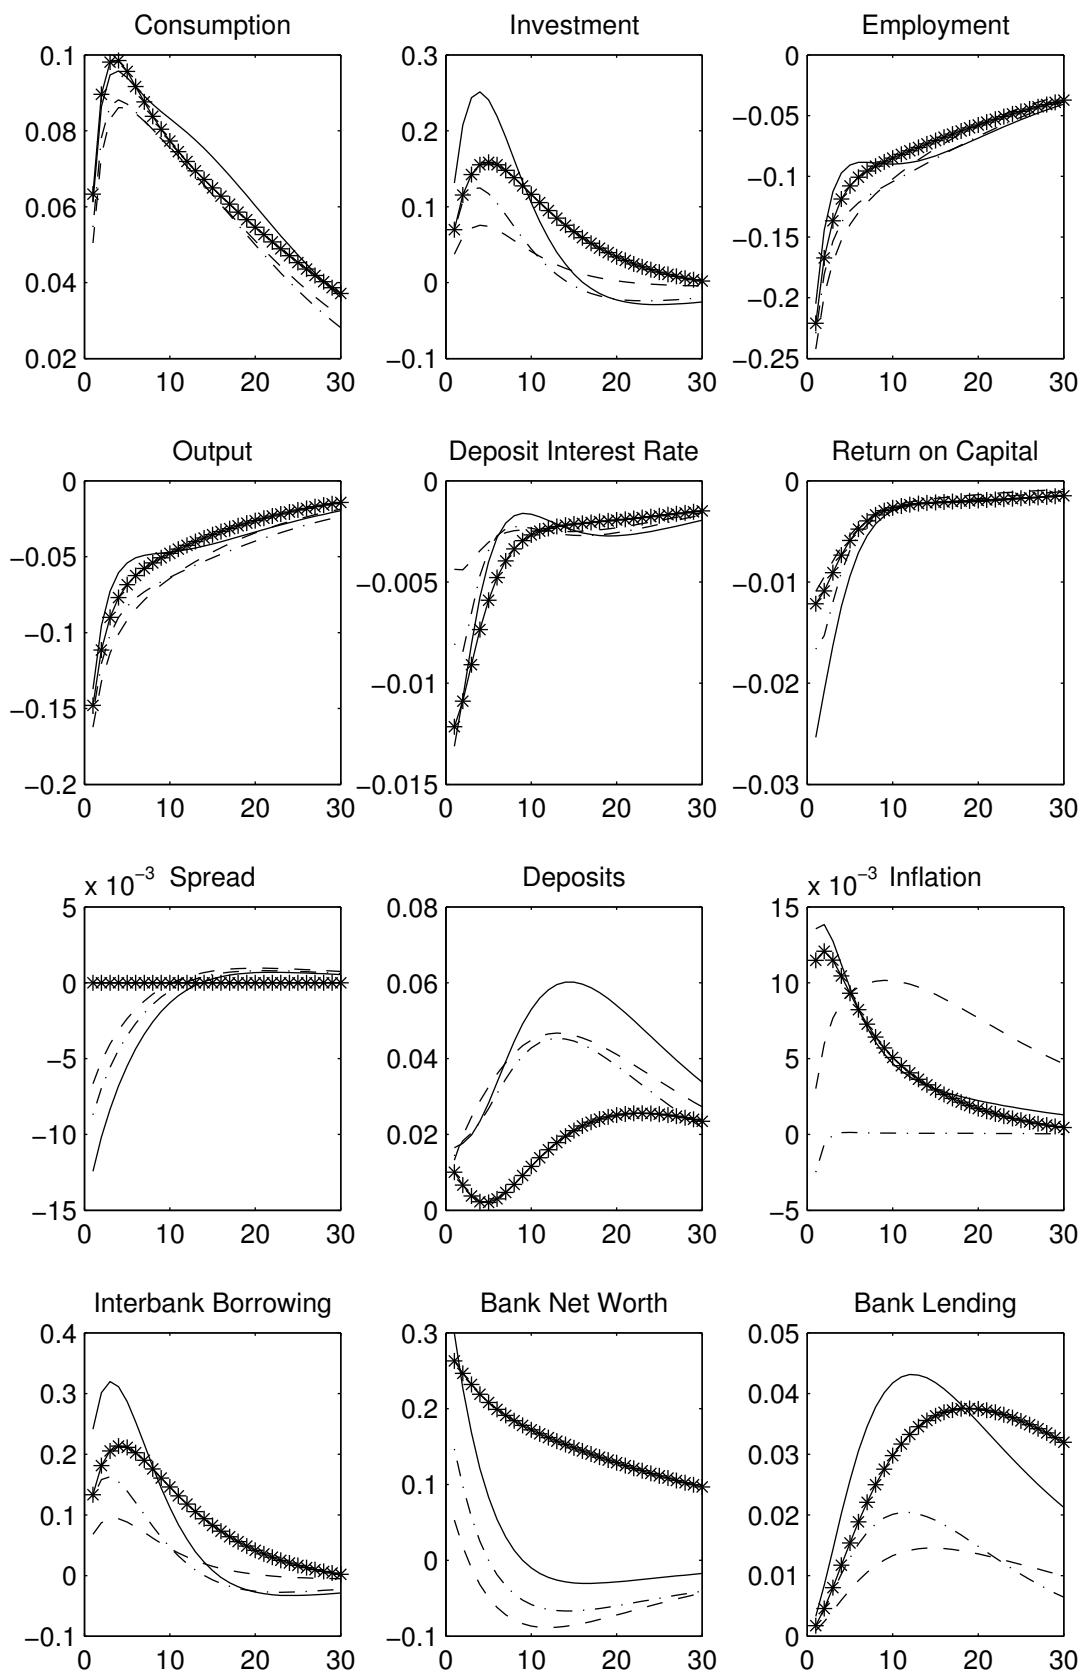 Consumption
Investment
Employment
0.1
0.08
0.06
0.04
0.02
0 10 20 30
0.3
0.2
0.1
0
−0.1
0 10 20 30
0
−0.05
−0.1
−0.15
−0.2
−0.25
0 10 20 30
Output
Deposit Interest Rate
Return on Capital
0
−0.05
−0.1
−0.15
−0.2
0 10 20 30
0
−0.005
−0.01
−0.015
0 10 20 30
0
−0.01
−0.02
−0.03
0 10 20 30
x 10−3 Spread
Deposits
x 10−3 Inflation
5
0
−5
−10
−15
0 10 20 30
0.08
0.06
0.04
0.02
0
0 10 20 30
15
10
5
0
−5
0 10 20 30
Interbank Borrowing
Bank Net Worth
Bank Lending
0.4
0.3
0.2
0.1
0
−0.1
0 10 20 30
0.3
0.2
0.1
0
−0.1
0 10 20 30
0.05
0.04
0.03
0.02
0.01
0
0 10 20 30